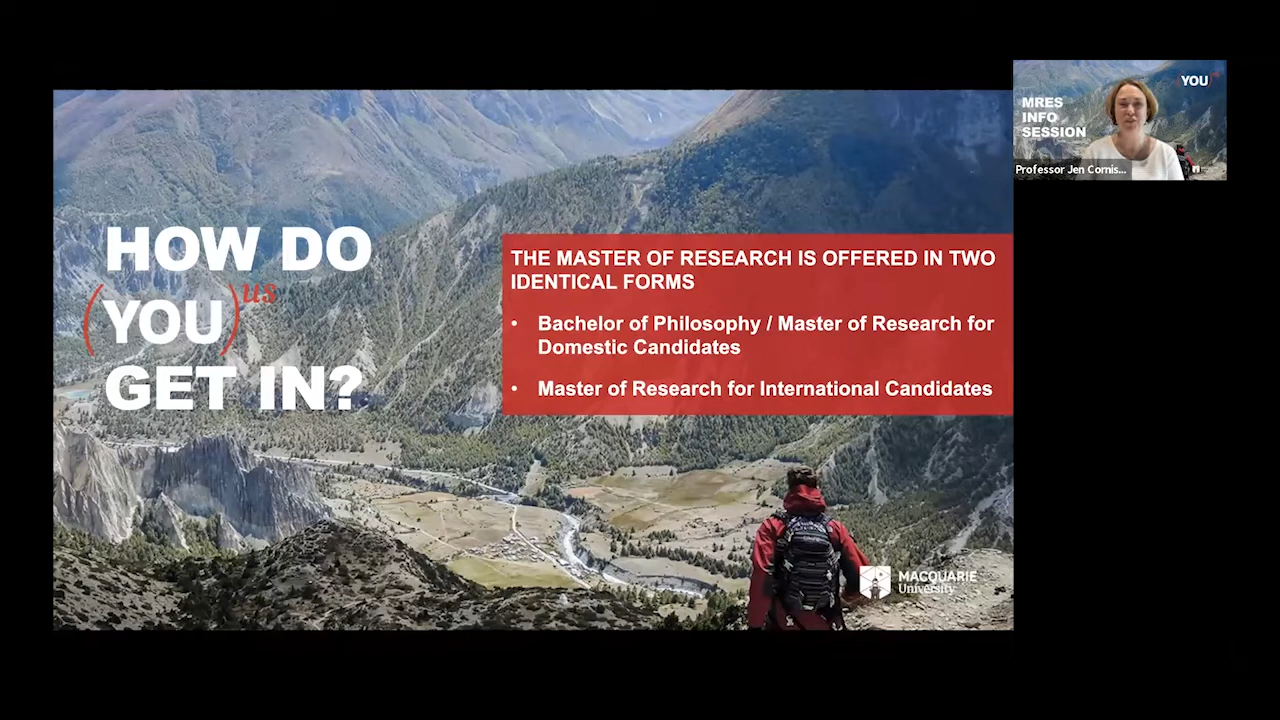 HOW DO
(YOU)us
GET IN?
THE MASTER OF RESEARCH IS OFFERED IN TWO
IDENTICAL FORMS
• Bachelor of Philosophy / Master of Research for
Domestic Candidates
• Master of Research for International Candidates
MACQUARIE
University
YOU
MRES
INFO
SESSION
Professor Jen Cornis...